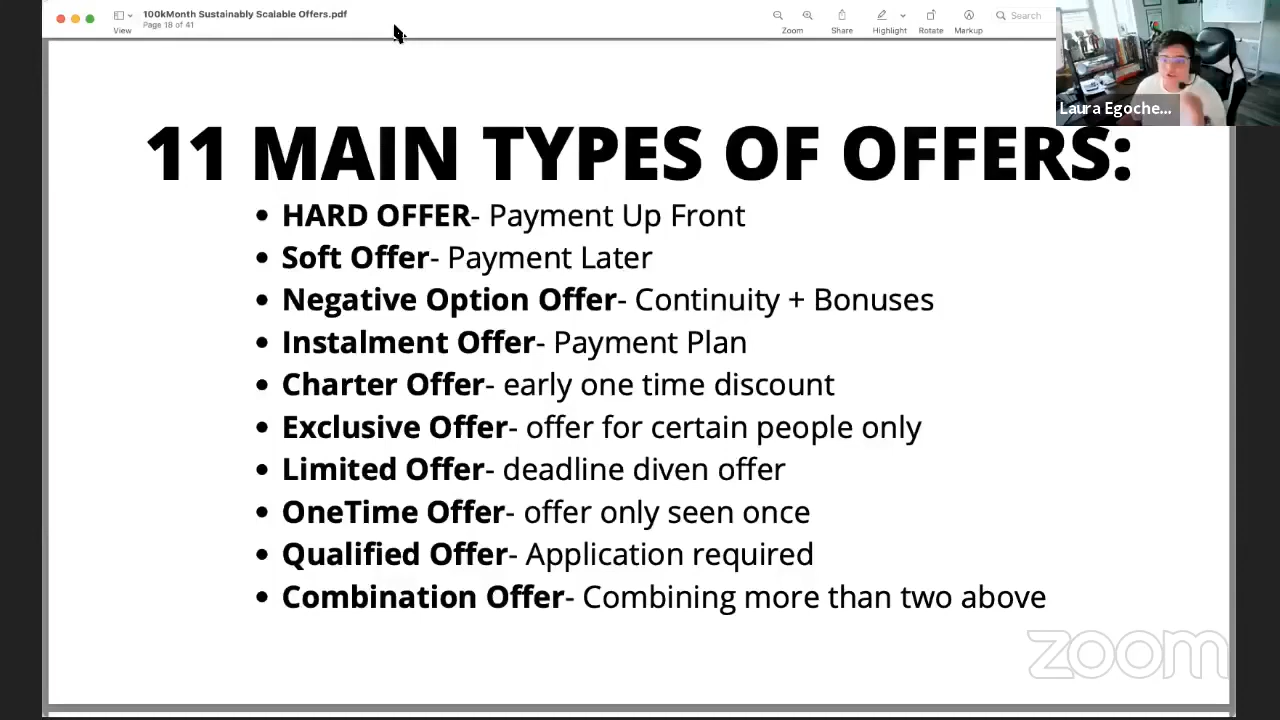 100kMonth Sustainably Scalable Offers.pdf
Page 18 of 41
View
Zoom
Share
Highlight
Rotate
Markup
Search
Laura Egoche...
11 MAIN TYPES OF OFFERS:
• HARD OFFER- Payment Up Front
• Soft Offer- Payment Later
• Negative Option Offer- Continuity + Bonuses
• Instalment Offer- Payment Plan
• Charter Offer- early one time discount
• Exclusive Offer- offer for certain people only
• Limited Offer- deadline diven offer
• OneTime Offer- offer only seen once
• Qualified Offer- Application required
• Combination Offer- Combining more than two above
zoom